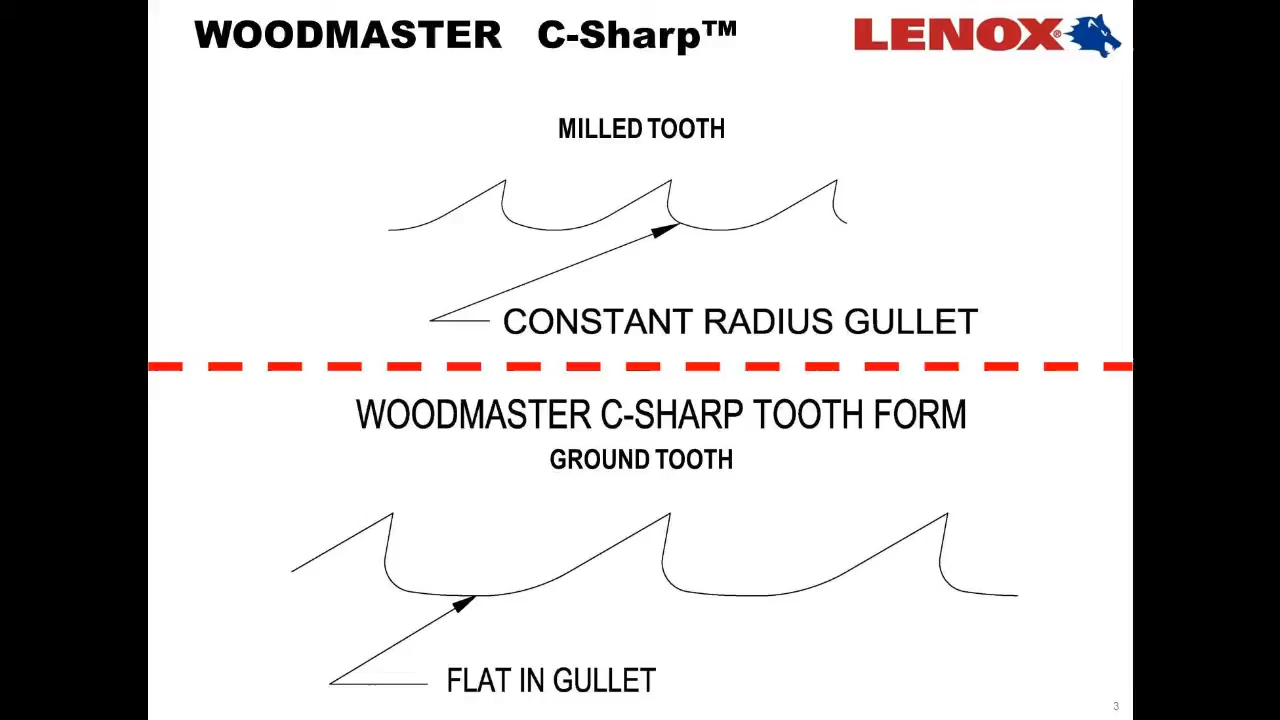 WOODMASTER C-Sharp™
LENOX®
MILLED TOOTH
CONSTANT RADIUS GULLET
WOODMASTER C-SHARP TOOTH FORM
GROUND TOOTH
FLAT IN GULLET
3